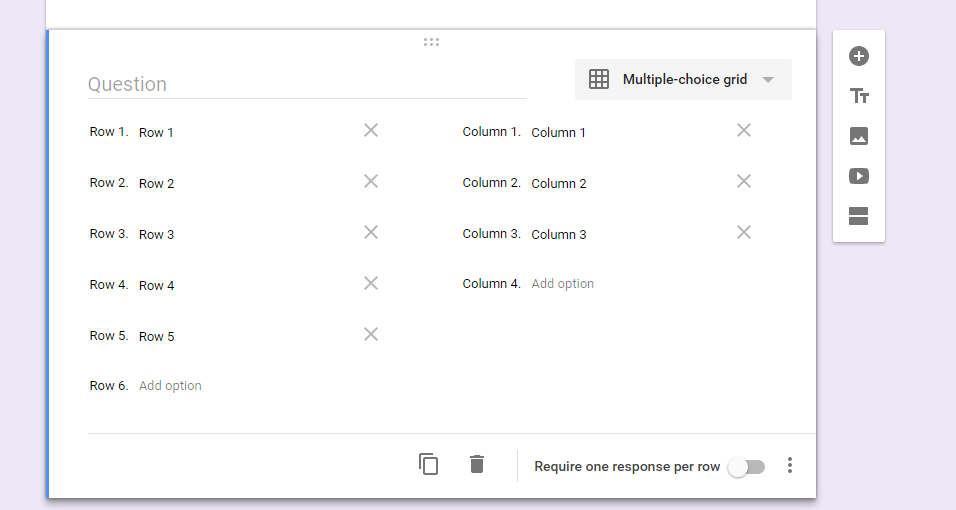 Question
Multiple-choice grid
Row 1. Row 1
Column 1. Column 1
Row 2. Row 2
Column 2. Column 2
Row 3. Row 3
Column 3. Column 3
Row 4. Row 4
Column 4. Add option
Row 5. Row 5
Row 6. Add option
Require one response per row